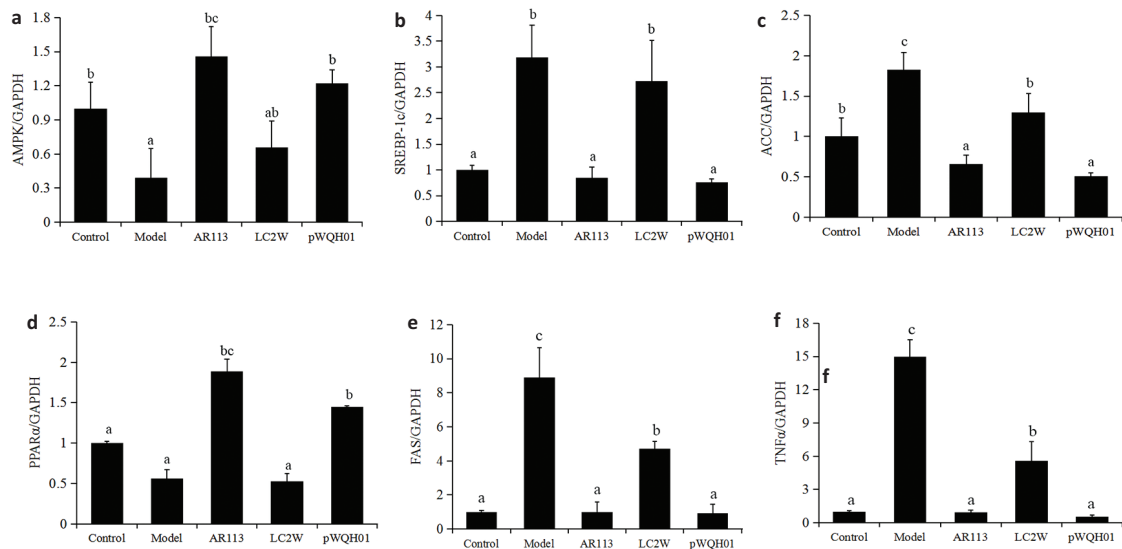 a
AMPK/GAPDH
1.8
1.5
1.2
0.9
0.6
0.3
0
b
a
bc
ab
b
Control Model AR113 LC2W pWQH01
b
SREBP-1c/GAPDH
4
3.5
3
2.5
2
1.5
1
0.5
0
a
b
a
b
a
Control Model AR113 LC2W pWQH01
c
ACC/GAPDH
2.5
2
1.5
1
0.5
0
b
c
a
b
a
Control Model AR113 LC2W pWQH01
d
PPARα/GAPDH
2.5
2
1.5
1
0.5
0
a
a
bc
a
b
Control Model AR113 LC2W pWQH01
e
FAS/GAPDH
12
10
8
6
4
2
0
a
c
a
b
a
Control Model AR113 LC2W pWQH01
f
f
TNFα/GAPDH
18
15
12
9
6
3
0
a
c
a
b
a
Control Model AR113 LC2W pWQH01